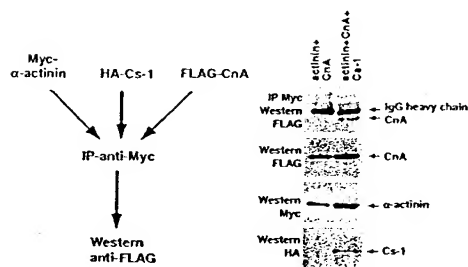 Myc-
α-actinin
HA-Cs-1
FLAG-CnA
IP-anti-Myc
Western
anti-FLAG
actinin+
CnA
actinin+CnA+
Cs-1
IP Myc
Western
FLAG
IgG heavy chain
CnA
Western
FLAG
CnA
Western
Myc
α-actinin
Western
HA
Cs-1